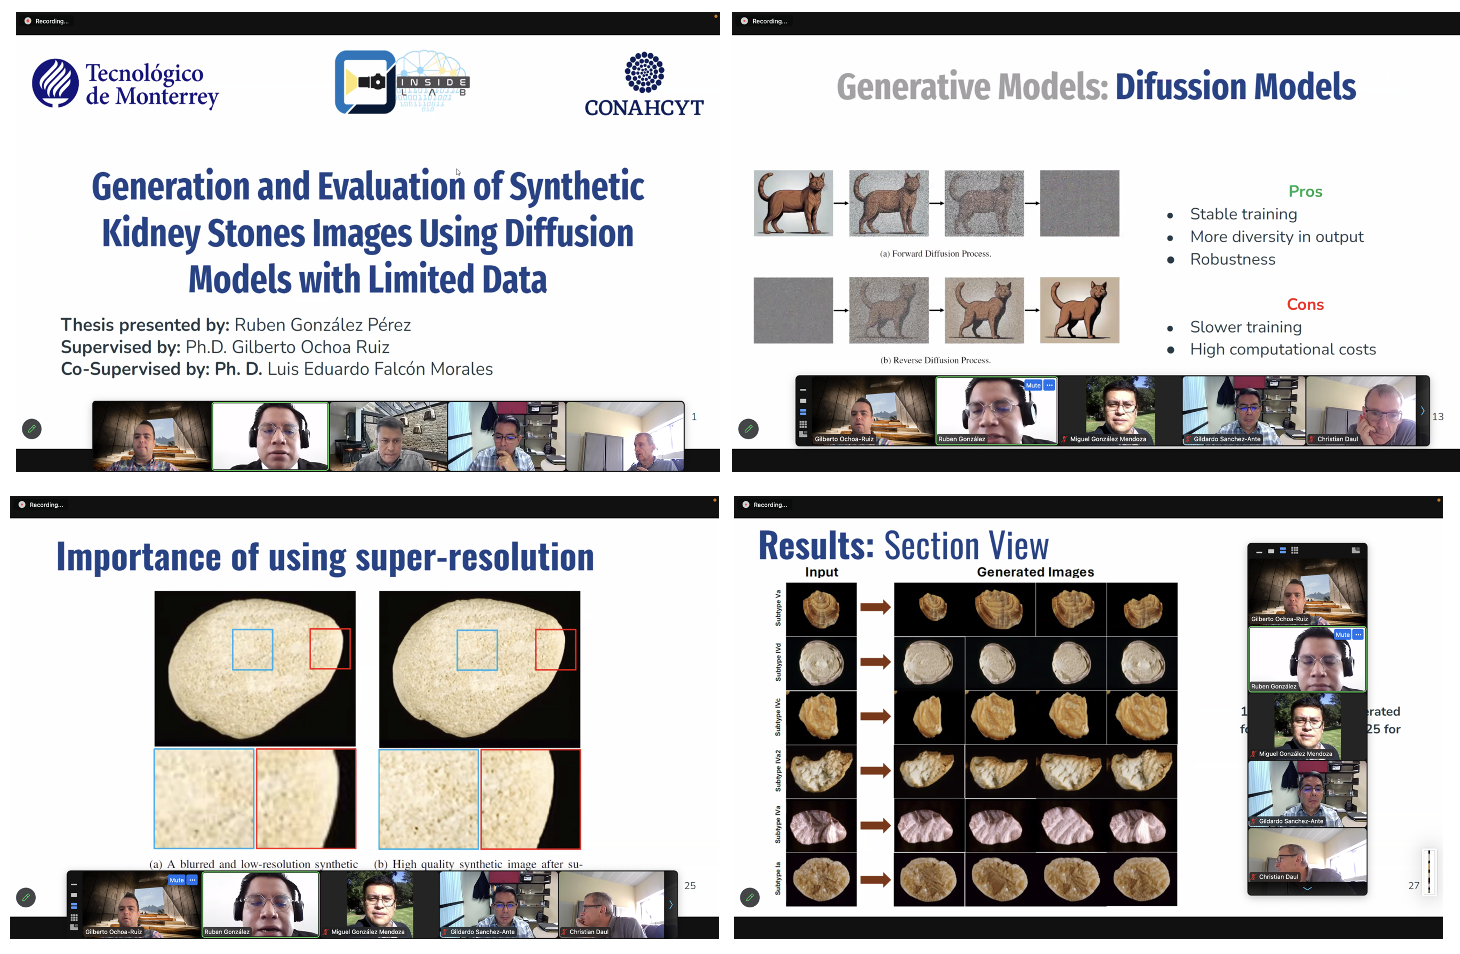 Recording...
Tecnológico
de Monterrey
INSIDE
LAB
CONAHCYT
Generation and Evaluation of Synthetic
Kidney Stones Images Using Diffusion
Models with Limited Data
Thesis presented by: Ruben González Pérez
Supervised by: Ph.D. Gilberto Ochoa Ruiz
Co-Supervised by: Ph. D. Luis Eduardo Falcón Morales
1
Recording...
Generative Models: Difussion Models
(a) Forward Diffusion Process.
(b) Reverse Diffusion Process.
Pros
Stable training
More diversity in output
Robustness
Cons
Slower training
High computational costs
Mute
Gilberto Ochoa-Ruiz
Ruben González
Miguel González Mendoza
Gildardo Sanchez-Ante
Christian Daul
13
Recording...
Importance of using super-resolution
(a) A blurred and low-resolution synthetic
(b) High quality synthetic image after su-
Mute
Gilberto Ochoa-Ruiz
Ruben González
Miguel González Mendoza
Gildardo Sanchez-Ante
Christian Daul
25
Recording...
Results: Section View
Input
Generated Images
Subtype Va
Subtype IVd
Subtype IVc
Subtype IVa2
Subtype IVa
Subtype Ia
Gilberto Ochoa-Ruiz
Mute
Ruben González
Miguel González Mendoza
Gildardo Sanchez-Ante
Christian Daul
25 for
27